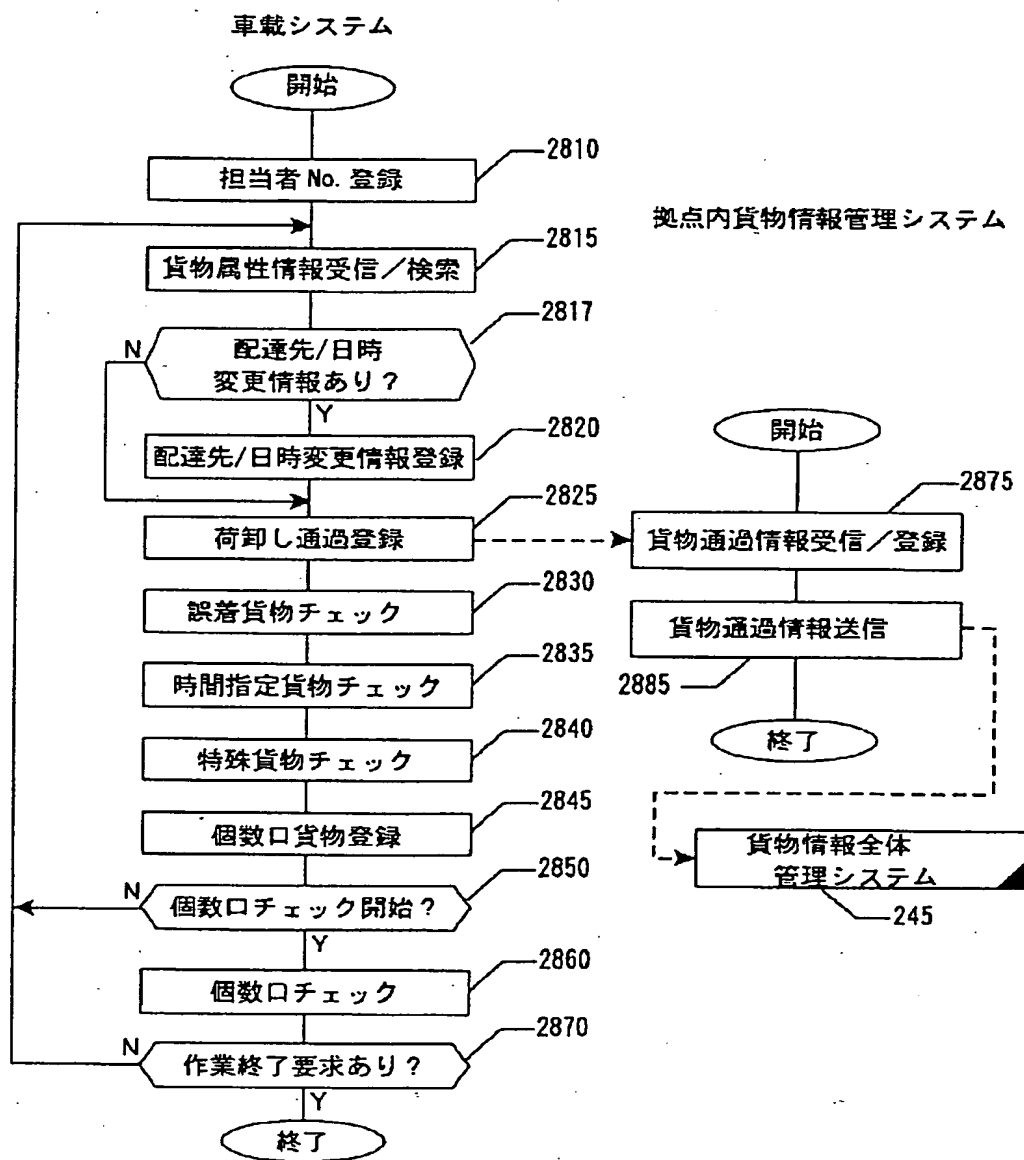 車載システム
開始
2810
担当者 No. 登録
2815
貨物属性情報受信／検索
2817
配達先/日時
変更情報あり？
N
Y
2820
配達先/日時変更情報登録
2825
荷卸し通過登録
2830
誤着貨物チェック
2835
時間指定貨物チェック
2840
特殊貨物チェック
2845
個数口貨物登録
2850
N
個数口チェック開始？
Y
2860
個数口チェック
2870
N
作業終了要求あり？
Y
終了
拠点内貨物情報管理システム
開始
2875
貨物通過情報受信／登録
貨物通過情報送信
2885
終了
貨物情報全体
管理システム
245